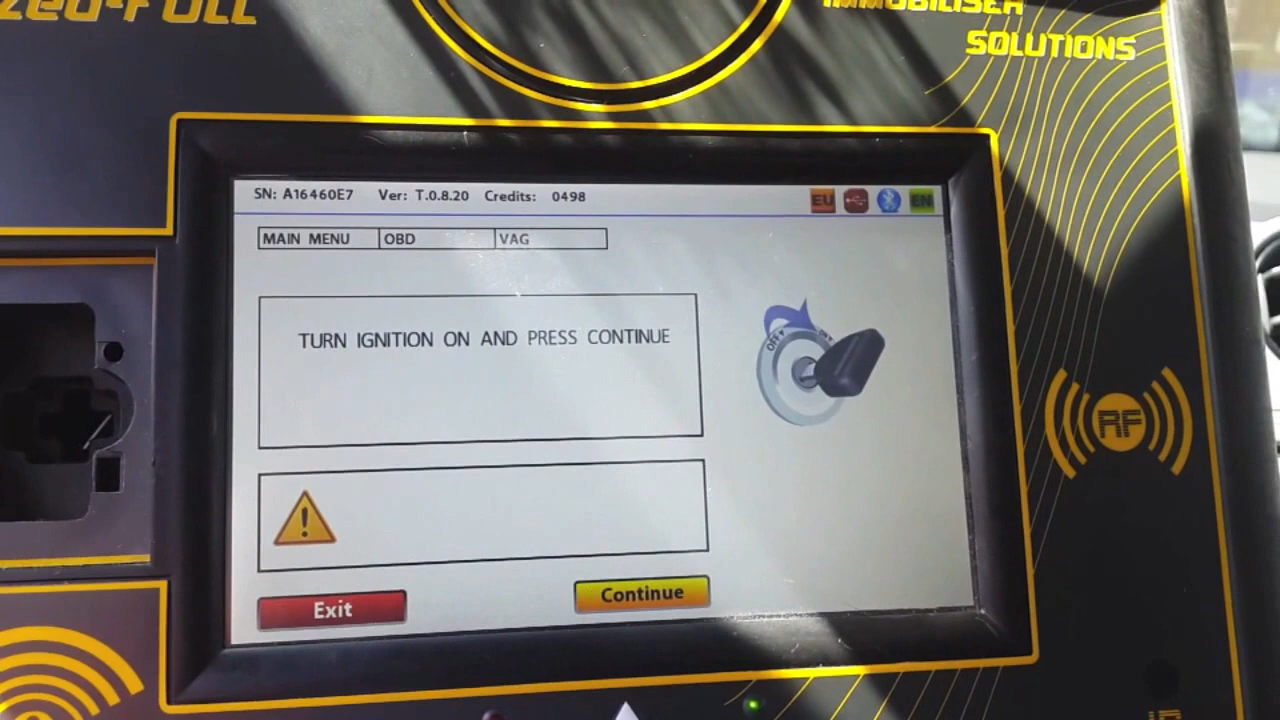 zed-FULL
IMMOBILISER
SOLUTIONS
SN: A16460E7 Ver: T.0.8.20 Credits: 0498
EU EN
MAIN MENU OBD VAG
TURN IGNITION ON AND PRESS CONTINUE
OFF
RF
Exit
Continue